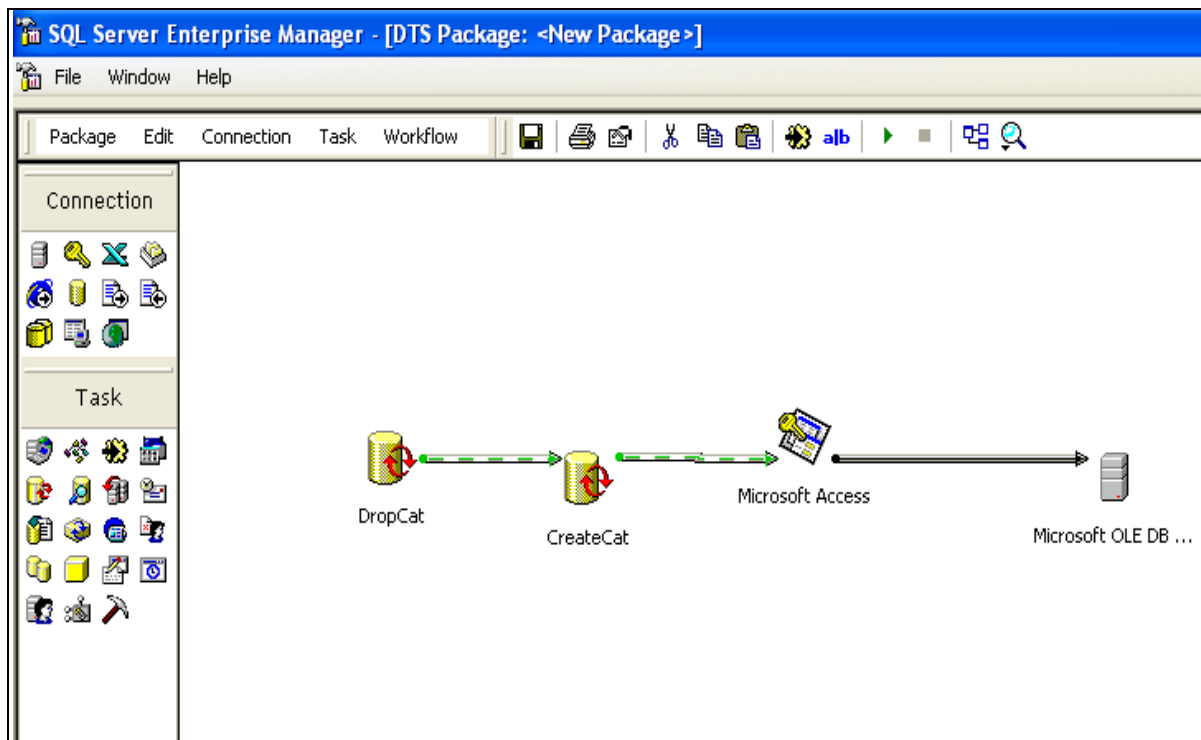 SQL Server Enterprise Manager - [DTS Package: <New Package>]
File Window Help
Package Edit Connection Task Workflow a|b
Connection
Task
DropCat
CreateCat
Microsoft Access
Microsoft OLE DB ...